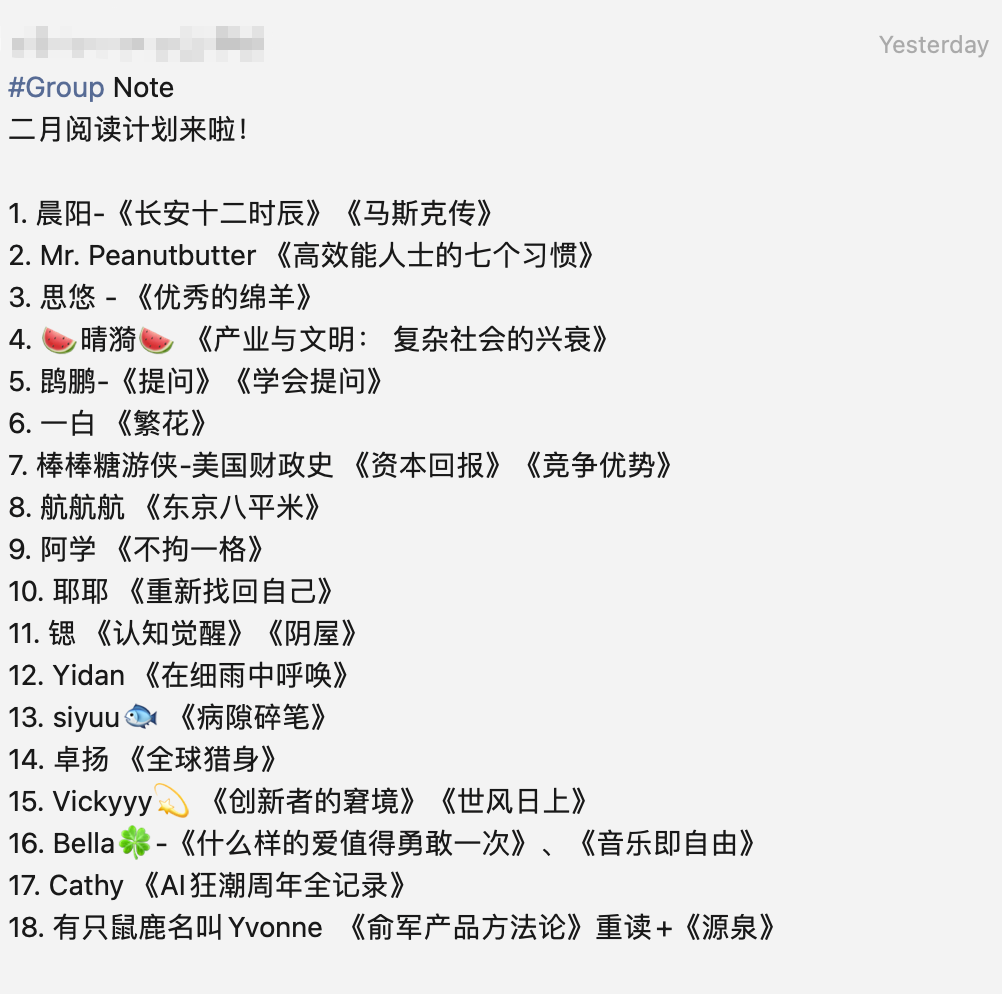 Yesterday
#Group Note
二月阅读计划来啦！
1. 晨阳-《长安十二时辰》《马斯克传》
2. Mr. Peanutbutter 《高效能人士的七个习惯》
3. 思悠 - 《优秀的绵羊》
4. 🍉晴漪🍉 《产业与文明： 复杂社会的兴衰》
5. 鹍鹏-《提问》《学会提问》
6. 一白 《繁花》
7. 棒棒糖游侠-美国财政史 《资本回报》《竞争优势》
8. 航航航 《东京八平米》
9. 阿学 《不拘一格》
10. 耶耶 《重新找回自己》
11. 锶 《认知觉醒》《阴屋》
12. Yidan 《在细雨中呼唤》
13. siyuu🐟 《病隙碎笔》
14. 卓扬 《全球猎身》
15. Vickyyy💫 《创新者的窘境》《世风日上》
16. Bella🍀-《什么样的爱值得勇敢一次》、《音乐即自由》
17. Cathy 《AI狂潮周年全记录》
18. 有只鼠鹿名叫Yvonne 《俞军产品方法论》重读+《源泉》